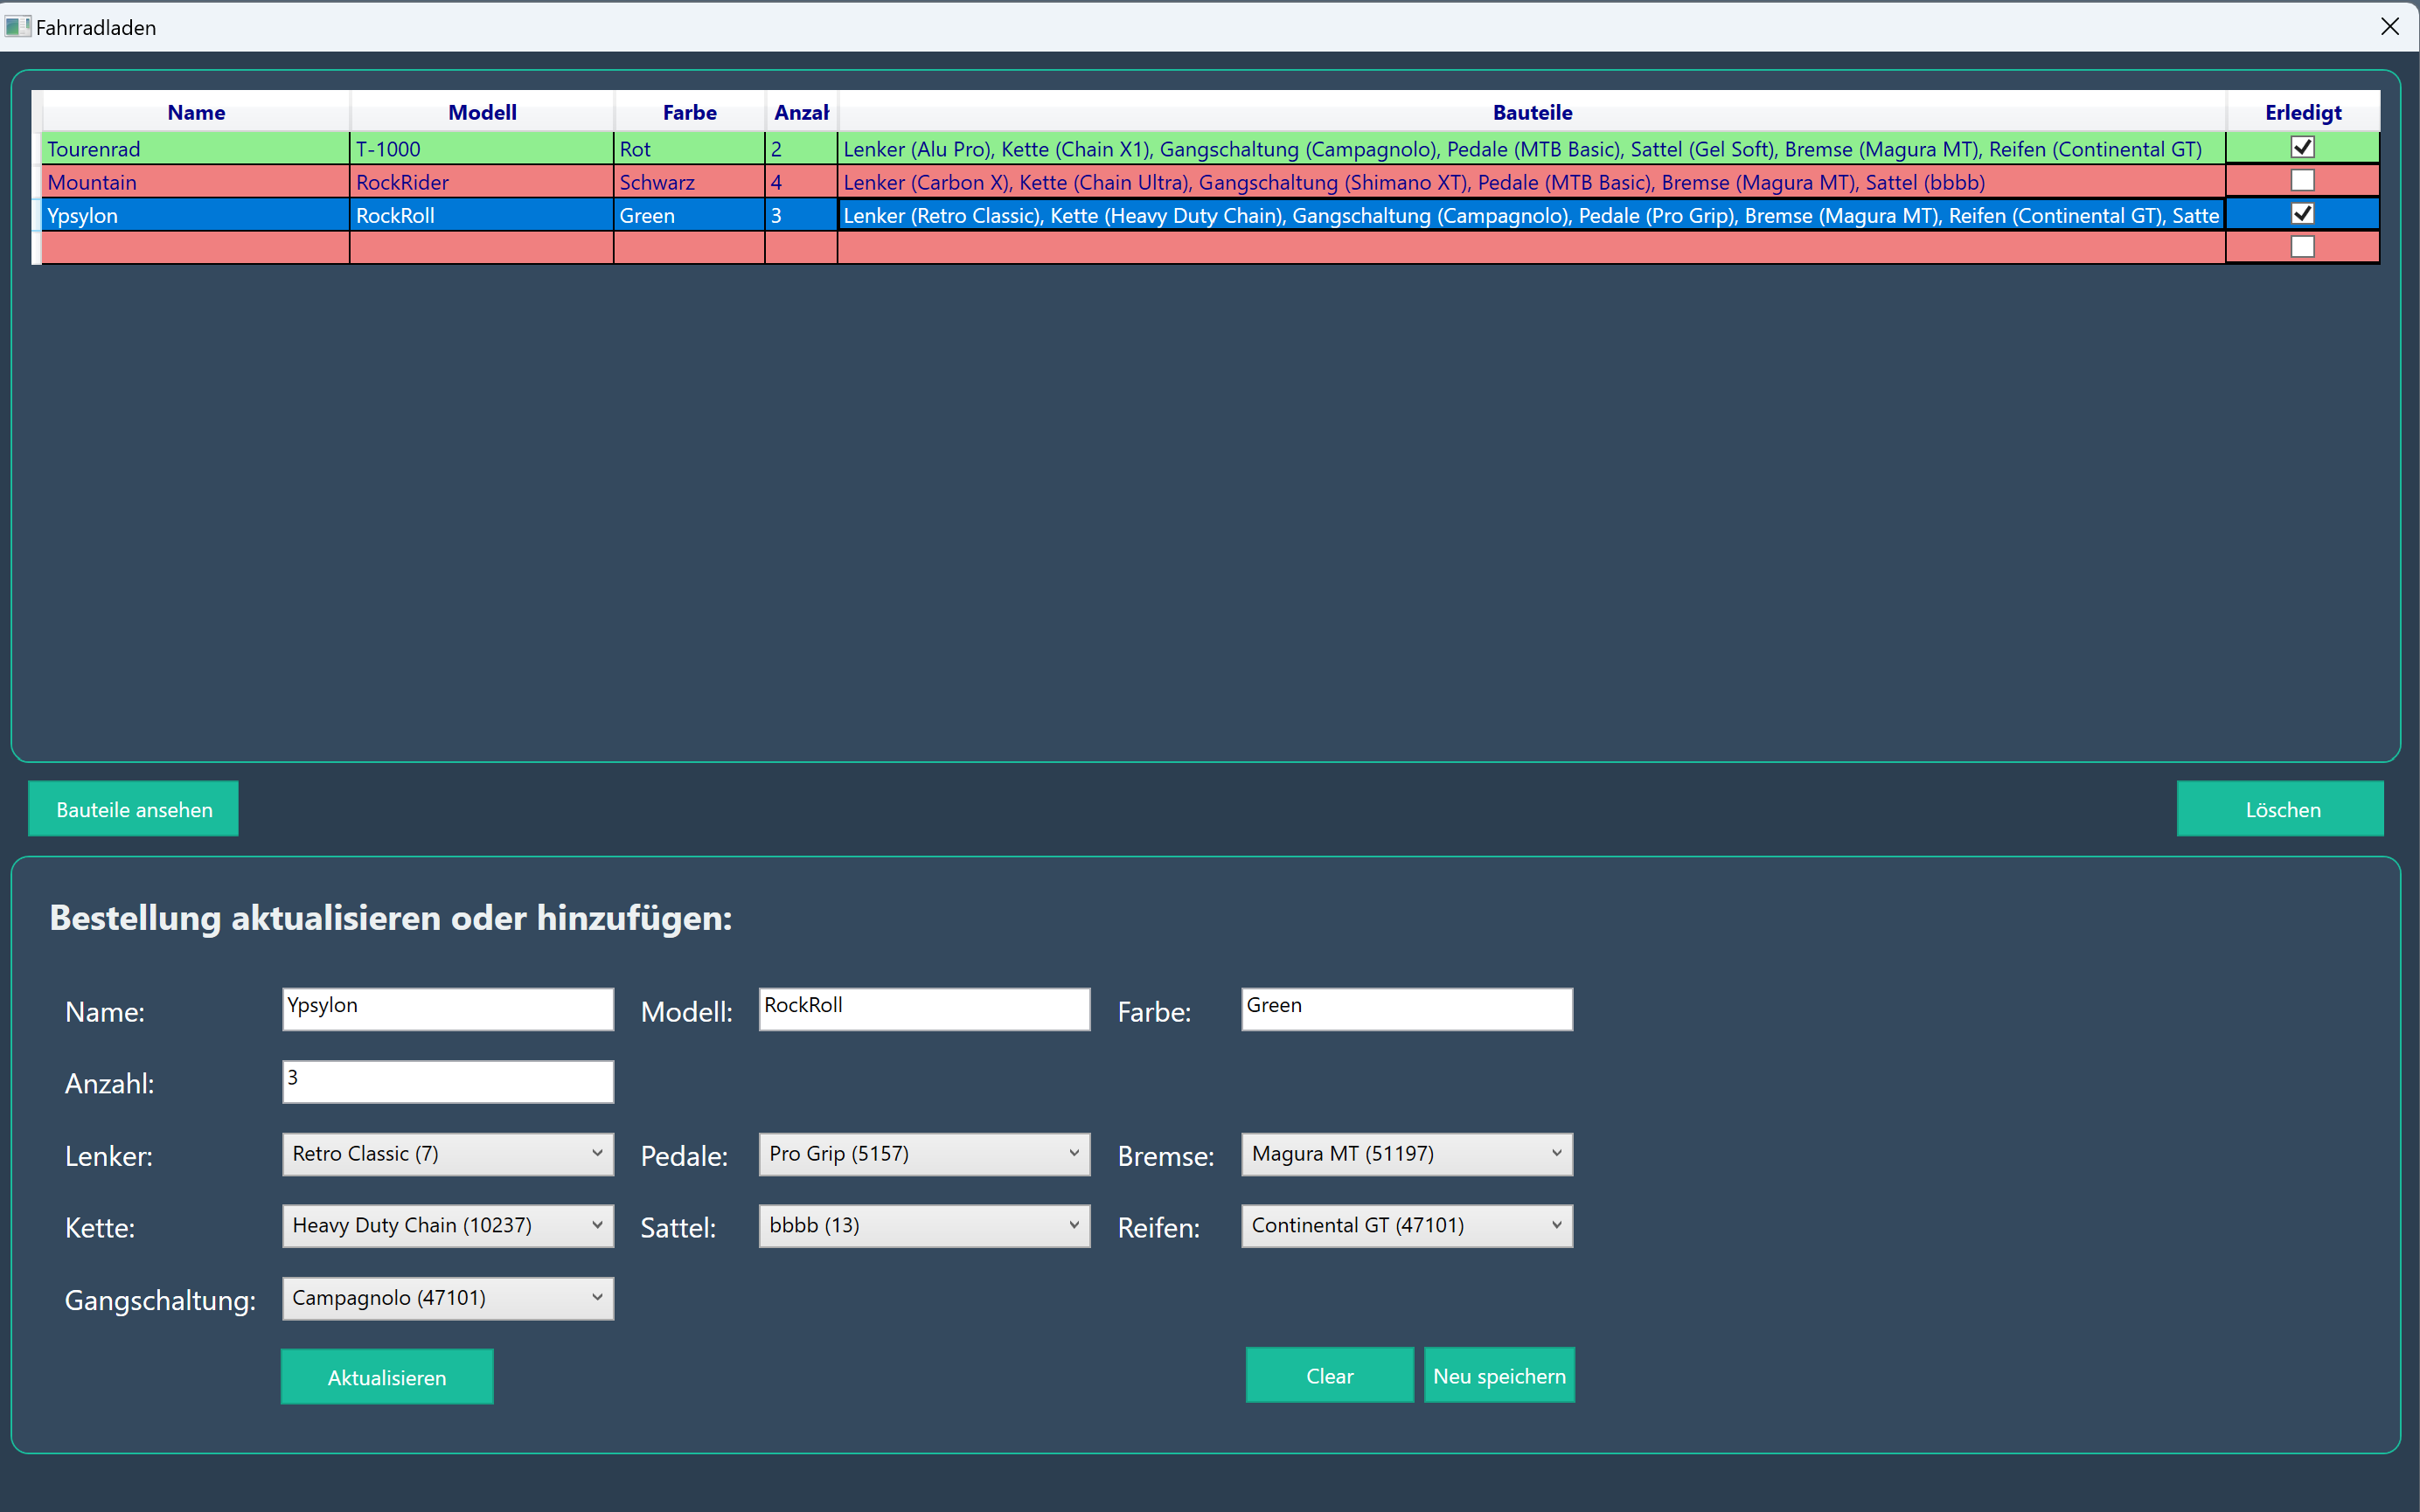 Fahrradladen
Name Modell Farbe Anzah Bauteile Erledigt
Tourenrad T-1000 Rot 2 Lenker (Alu Pro), Kette (Chain X1), Gangschaltung (Campagnolo), Pedale (MTB Basic), Sattel (Gel Soft), Bremse (Magura MT), Reifen (Continental GT)
Mountain RockRider Schwarz 4 Lenker (Carbon X), Kette (Chain Ultra), Gangschaltung (Shimano XT), Pedale (MTB Basic), Bremse (Magura MT), Sattel (bbbb)
Ypsylon RockRoll Green 3 Lenker (Retro Classic), Kette (Heavy Duty Chain), Gangschaltung (Campagnolo), Pedale (Pro Grip), Bremse (Magura MT), Reifen (Continental GT), Satte
Bauteile ansehen Löschen
Bestellung aktualisieren oder hinzufügen:
Name: Ypsylon Modell: RockRoll Farbe: Green
Anzahl: 3
Lenker: Retro Classic (7) Pedale: Pro Grip (5157) Bremse: Magura MT (51197)
Kette: Heavy Duty Chain (10237) Sattel: bbbb (13) Reifen: Continental GT (47101)
Gangschaltung: Campagnolo (47101)
Aktualisieren Clear Neu speichern